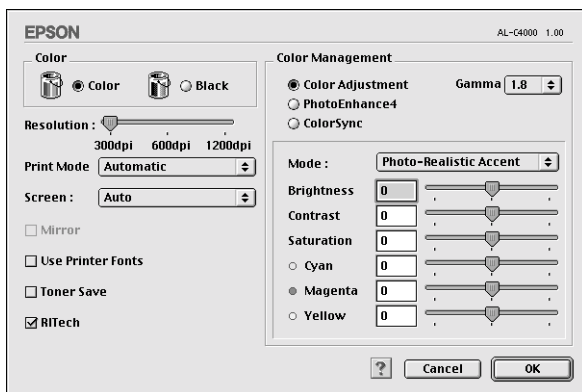 EPSON
AL-C4000 1.00
Color
Color
Black
Resolution :
300dpi 600dpi 1200dpi
Print Mode Automatic
Screen : Auto
Mirror
Use Printer Fonts
Toner Save
RITech
Color Management
Color Adjustment
Gamma 1.8
PhotoEnhance4
ColorSync
Mode : Photo-Realistic Accent
Brightness 0
Contrast 0
Saturation 0
Cyan 0
Magenta 0
Yellow 0
? Cancel OK